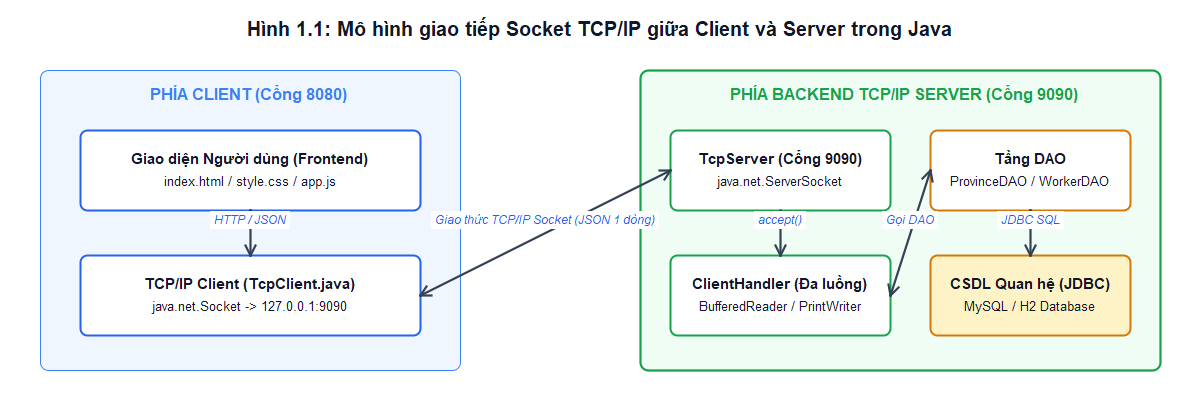 Hình 1.1: Mô hình giao tiếp Socket TCP/IP giữa Client và Server trong Java
PHÍA CLIENT (Cổng 8080)
Giao diện Người dùng (Frontend)
index.html / style.css / app.js
HTTP / JSON
TCP/IP Client (TcpClient.java)
java.net.Socket -> 127.0.0.1:9090
Giao thức TCP/IP Socket (JSON 1 dòng)
PHÍA BACKEND TCP/IP SERVER (Cổng 9090)
TcpServer (Cổng 9090)
java.net.ServerSocket
accept()
ClientHandler (Đa luồng)
BufferedReader / PrintWriter
Gọi DAO
Tầng DAO
ProvinceDAO / WorkerDAO
JDBC SQL
CSDL Quan hệ (JDBC)
MySQL / H2 Database